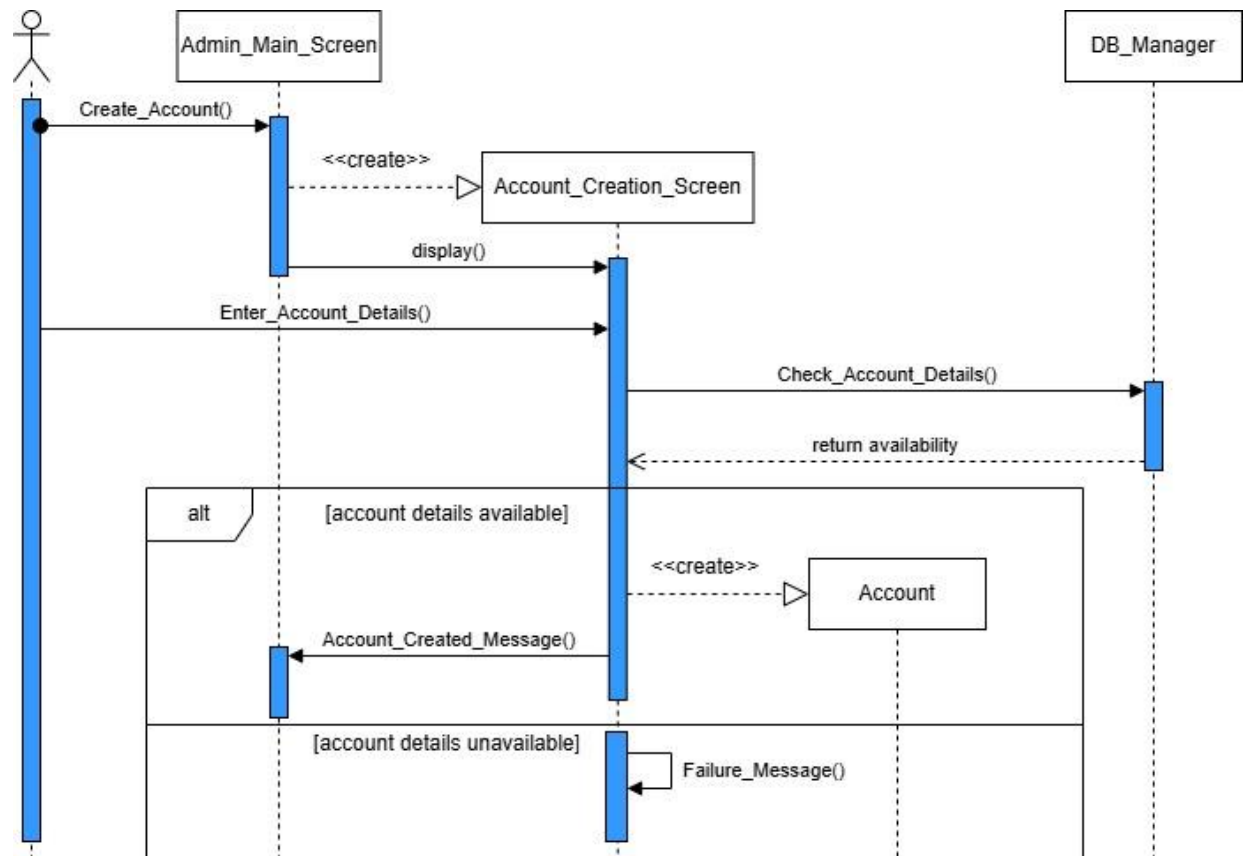 Admin_Main_Screen
DB_Manager
Create_Account()
<<create>>
Account_Creation_Screen
display()
Enter_Account_Details()
Check_Account_Details()
return availability
alt
[account details available]
<<create>>
Account
Account_Created_Message()
[account details unavailable]
Failure_Message()